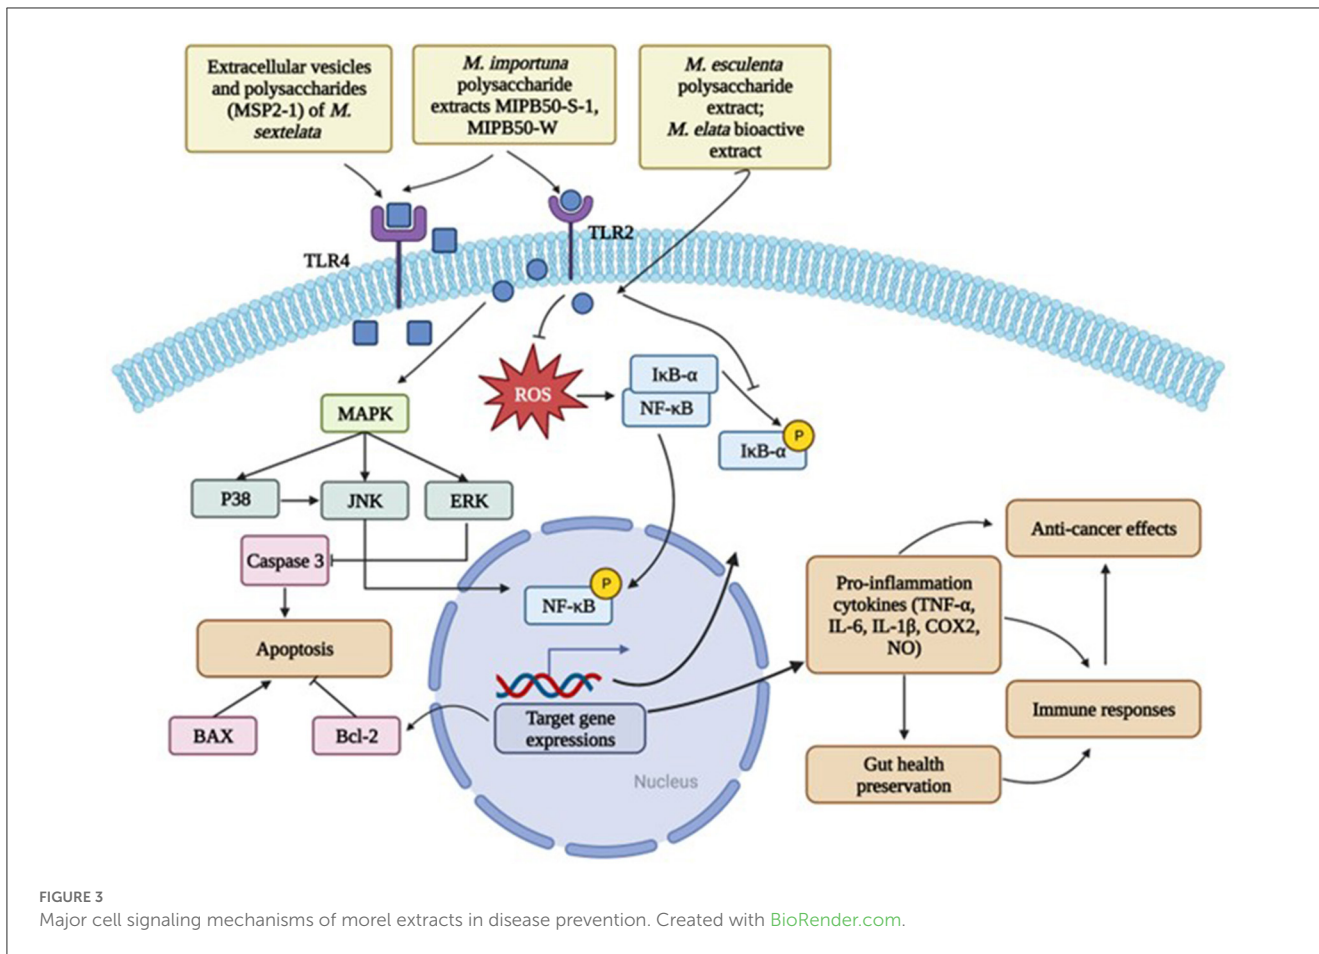 Extracellular vesicles
and polysaccharides
(MSP2-1) of M.
sextelata
M. importuna
polysaccharide
extracts MIPB50-S-1,
MIPB50-W
M. esculenta
polysaccharide
extract;
M. elata bioactive
extract
TLR2
TLR4
ROS
IκB-α
NF-κB
P
IκB-α
MAPK
P38
JNK
ERK
Caspase 3
Apoptosis
BAX
Bcl-2
P
NF-κB
Target gene
expressions
Nucleus
Pro-inflammation
cytokines (TNF-α,
IL-6, IL-1β, COX2,
NO)
Anti-cancer effects
Immune responses
Gut health
preservation
FIGURE 3
Major cell signaling mechanisms of morel extracts in disease prevention. Created with BioRender.com.